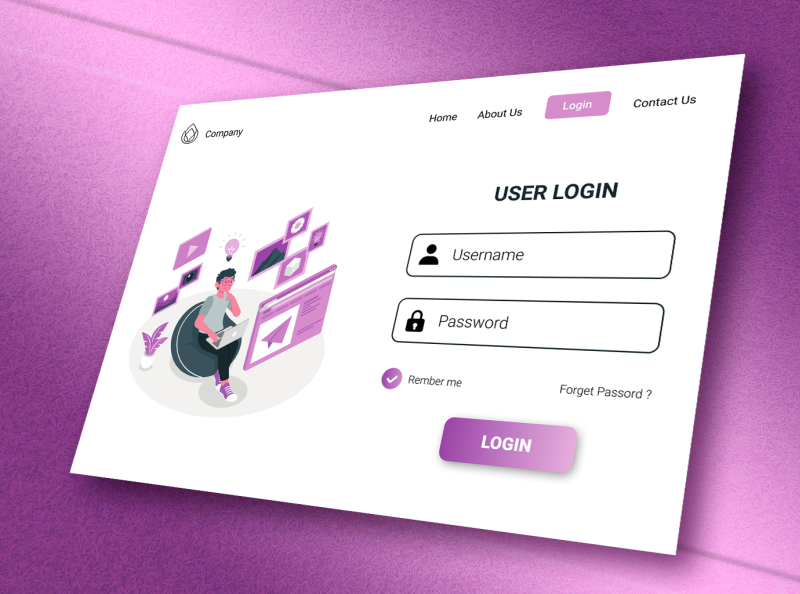 Company
Home
About Us
Login
Contact Us
USER LOGIN
Username
Password
Rember me
Forget Passord ?
LOGIN